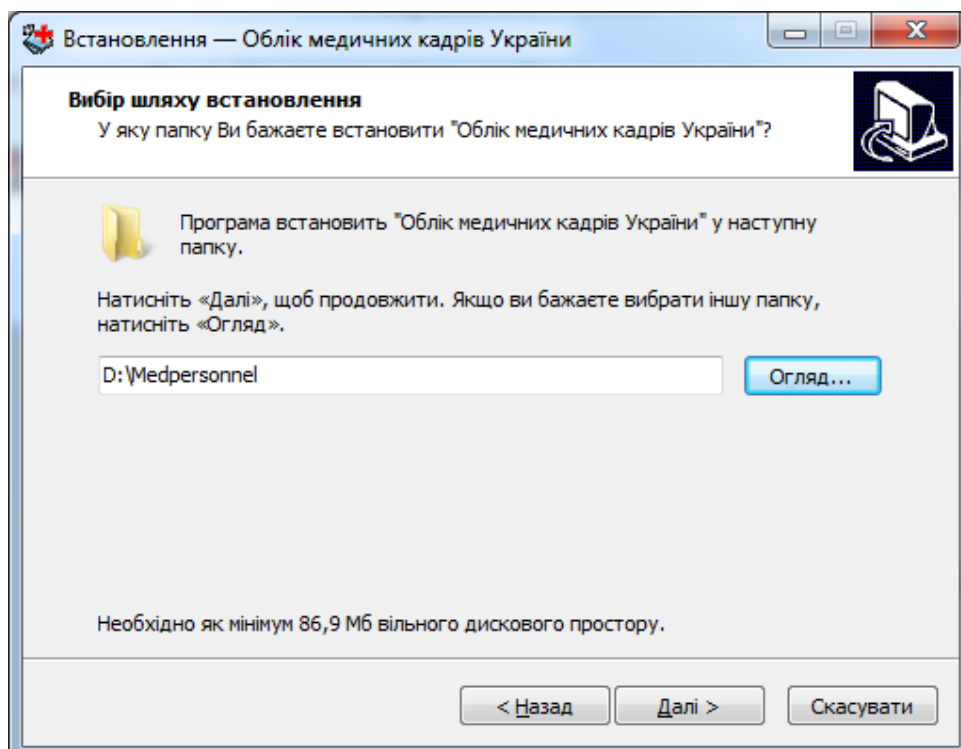 Встановлення — Облік медичних кадрів України
Вибір шляху встановлення
У яку папку Ви бажаєте встановити "Облік медичних кадрів України"?
Програма встановить "Облік медичних кадрів України" у наступну
папку.
Натисніть «Далі», щоб продовжити. Якщо ви бажаєте вибрати іншу папку,
натисніть «Огляд».
D:\Medpersonnel
Огляд...
Необхідно як мінімум 86,9 Мб вільного дискового простору.
< Назад
Далі >
Скасувати